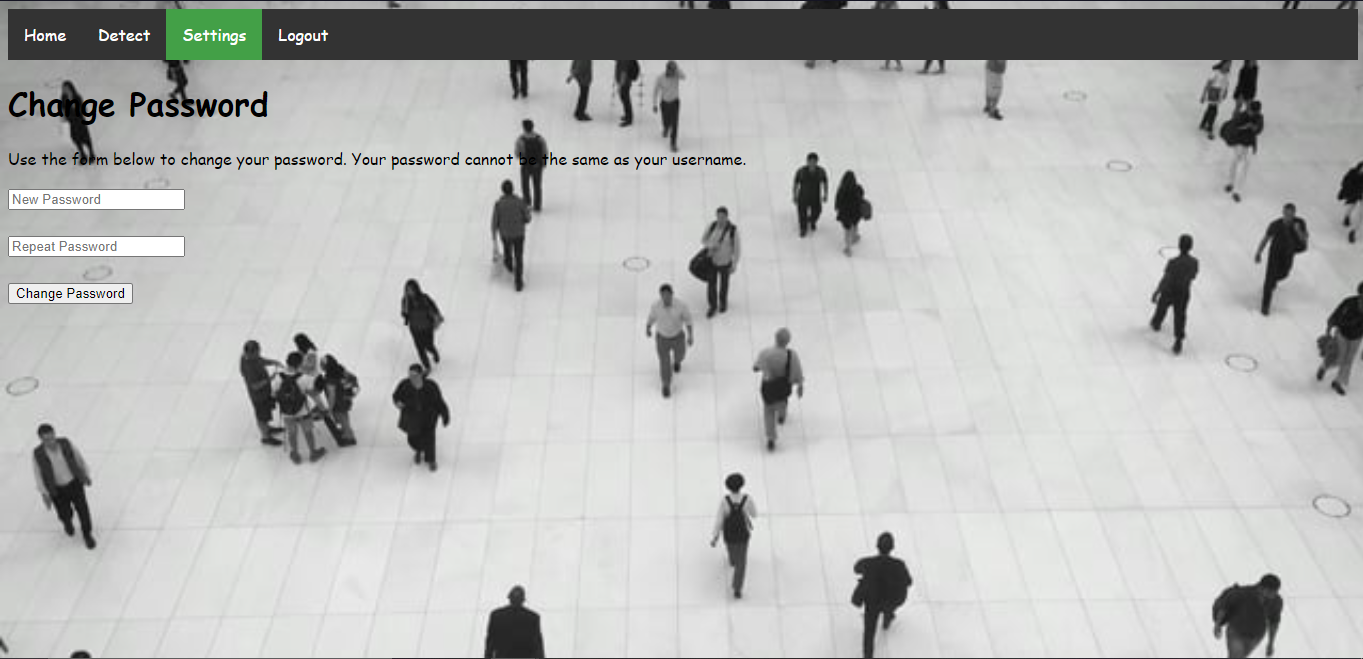 Home Detect Settings Logout
Change Password
Use the form below to change your password. Your password cannot be the same as your username.
New Password
Repeat Password
Change Password